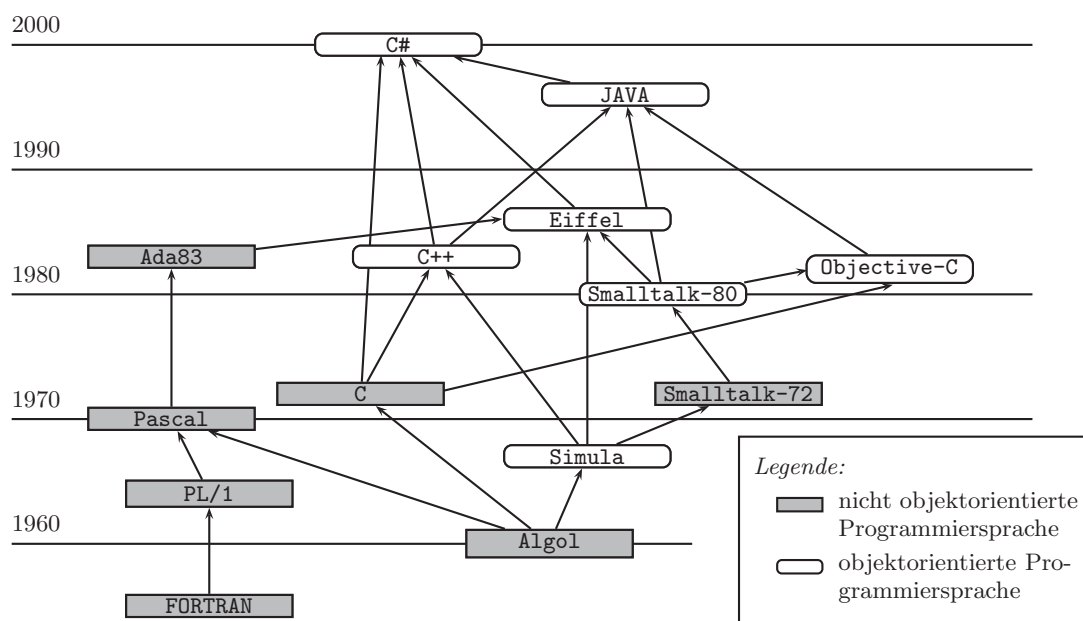 2000
C#
JAVA
1990
Eiffel
Ada83
C++
Objective-C
1980
Smalltalk-80
C
Smalltalk-72
1970
Pascal
Simula
Legende:
PL/1
nicht objektorientierte
Programmiersprache
1960
Algol
objektorientierte Pro-
grammiersprache
FORTRAN